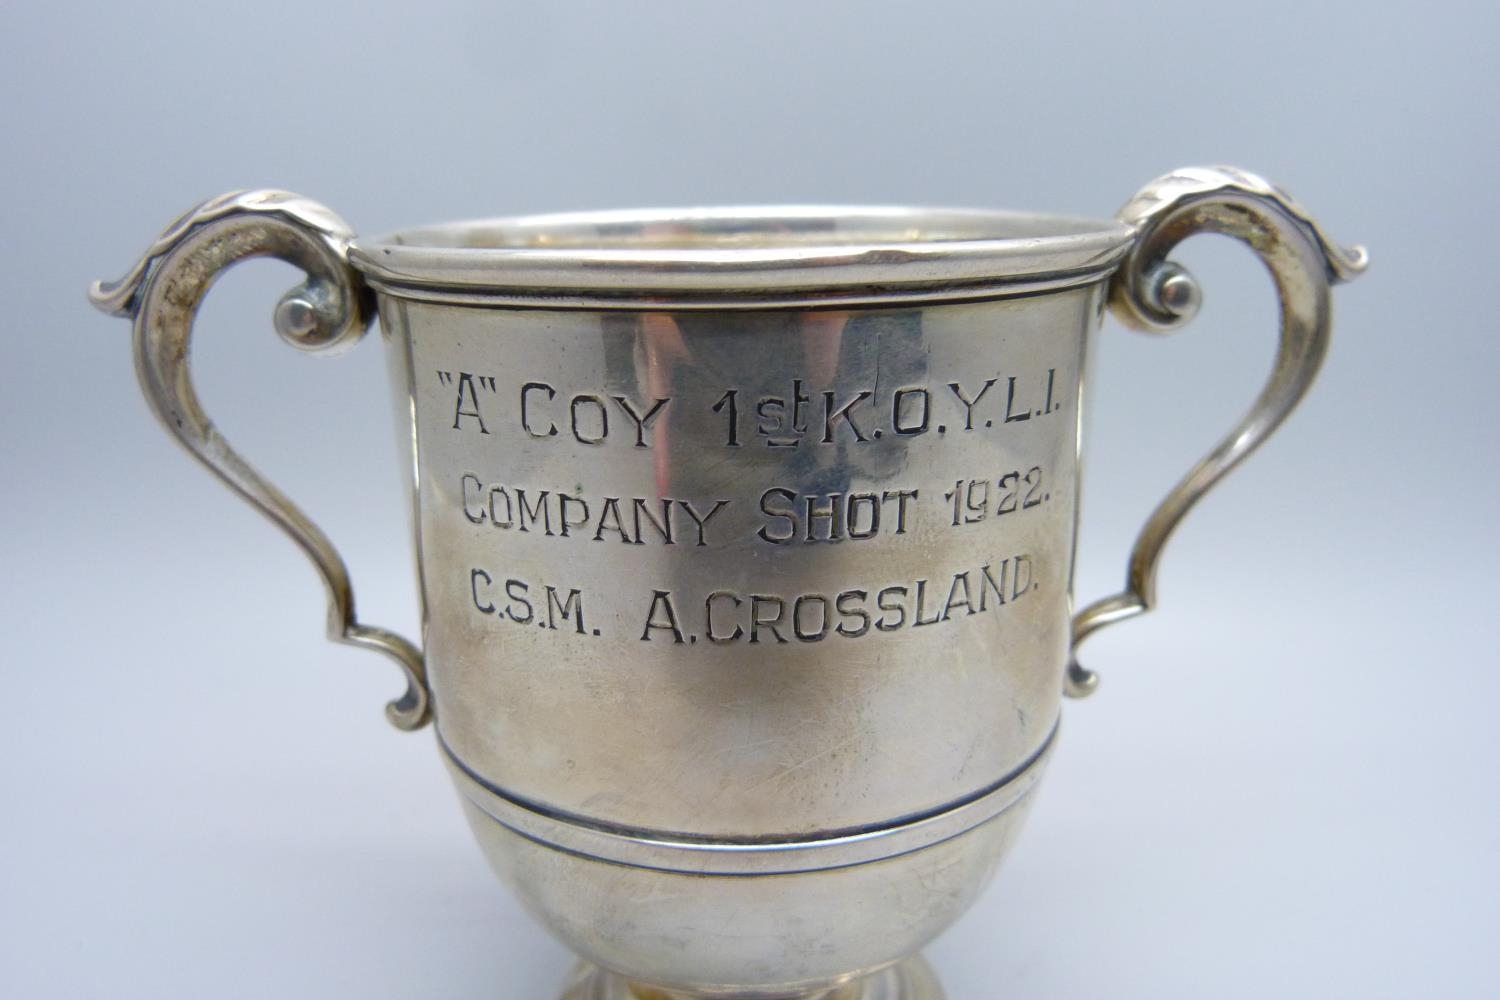 "A" COY 1st K.O.Y.L.I.
COMPANY SHOT 1922.
C.S.M. A.CROSSLAND.